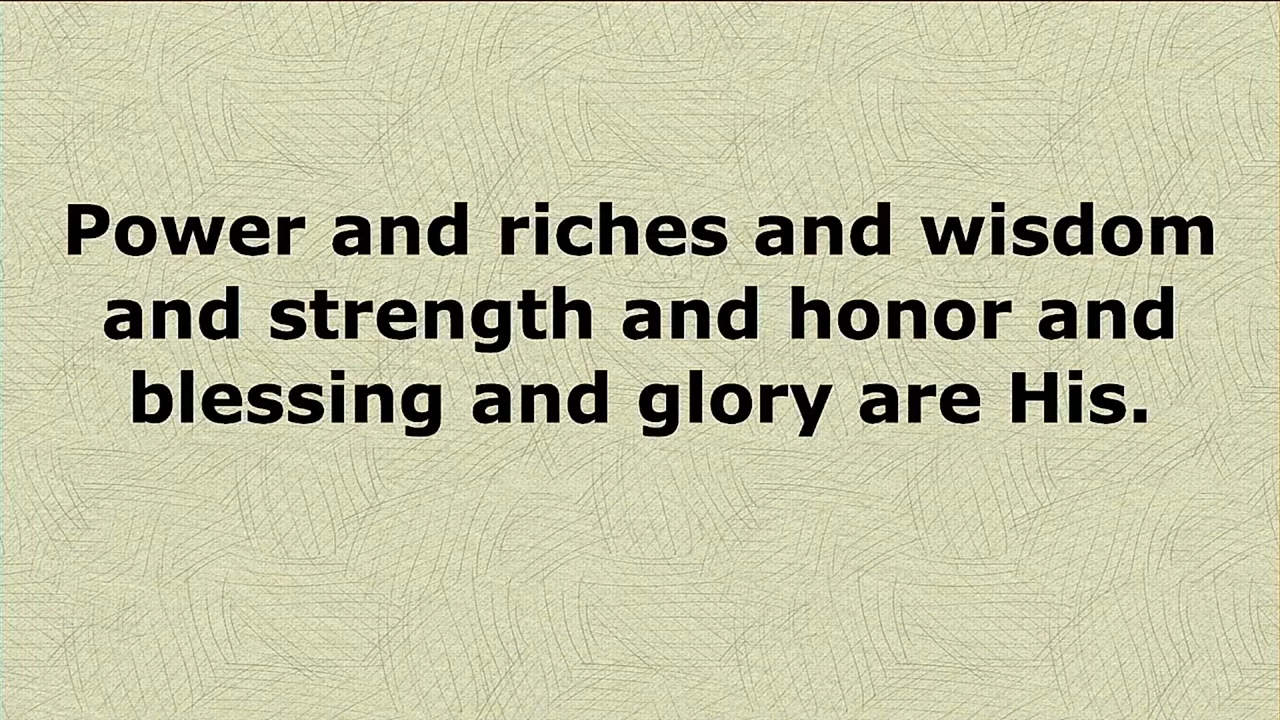 Power and riches and wisdom
and strength and honor and
blessing and glory are His.